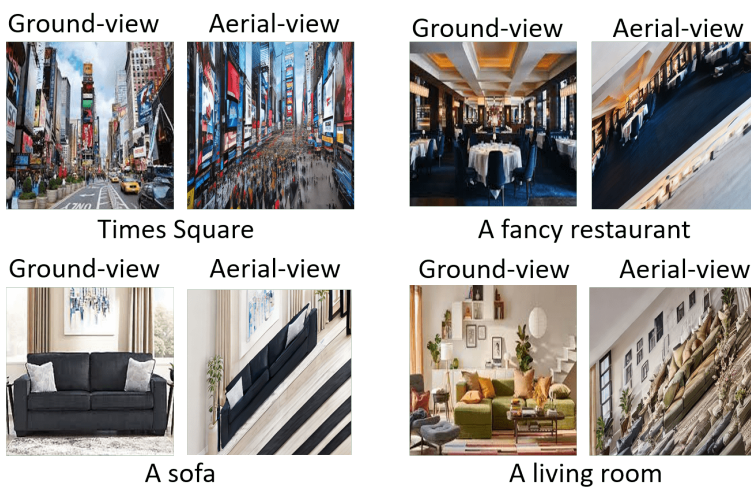 Ground-view Aerial-view
Times Square
Ground-view Aerial-view
A fancy restaurant
Ground-view Aerial-view
A sofa
Ground-view Aerial-view
A living room